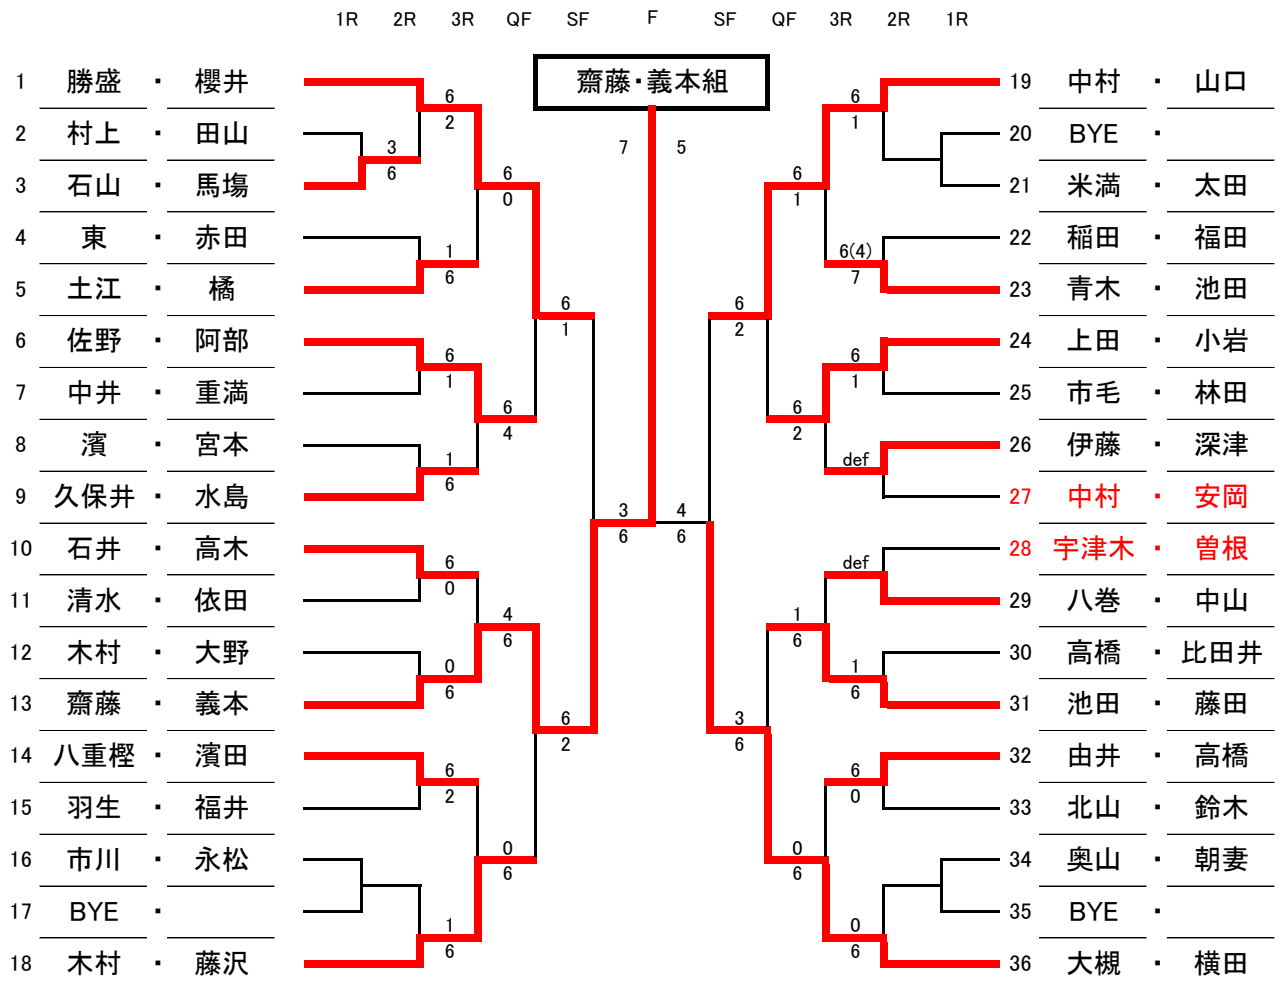 1R 2R 3R QF SF F SF QF 3R 2R 1R
齋藤・義本組
1 勝盛 ・ 櫻井 6 6 19 中村 ・ 山口
2 1
2 村上 ・ 田山 3 7 5 20 BYE ・
6 6 6
3 石山 ・ 馬塲 0 1 21 米満 ・ 太田
4 東 ・ 赤田 1 6(4) 22 稲田 ・ 福田
6 7
5 土江 ・ 橘 6 6 23 青木 ・ 池田
6 佐野 ・ 阿部 1 2 24 上田 ・ 小岩
6 6
1 1
7 中井 ・ 重満 6 6 25 市毛 ・ 林田
4 2
8 濱 ・ 宮本 1 def 26 伊藤 ・ 深津
6
9 久保井 ・ 水島 3 4 27 中村 ・ 安岡
6 6
10 石井 ・ 高木 6 def 28 宇津木 ・ 曽根
0
11 清水 ・ 依田 4 1 29 八巻 ・ 中山
6 6
12 木村 ・ 大野 0 1 30 高橋 ・ 比田井
6 6
13 齋藤 ・ 義本 6 3 31 池田 ・ 藤田
2 6
14 八重樫 ・ 濱田 6 6 32 由井 ・ 高橋
2 0
15 羽生 ・ 福井 33 北山 ・ 鈴木
16 市川 ・ 永松 0 0 34 奥山 ・ 朝妻
6 6
17 BYE ・ 1 0 35 BYE ・
6 6
18 木村 ・ 藤沢 36 大槻 ・ 横田